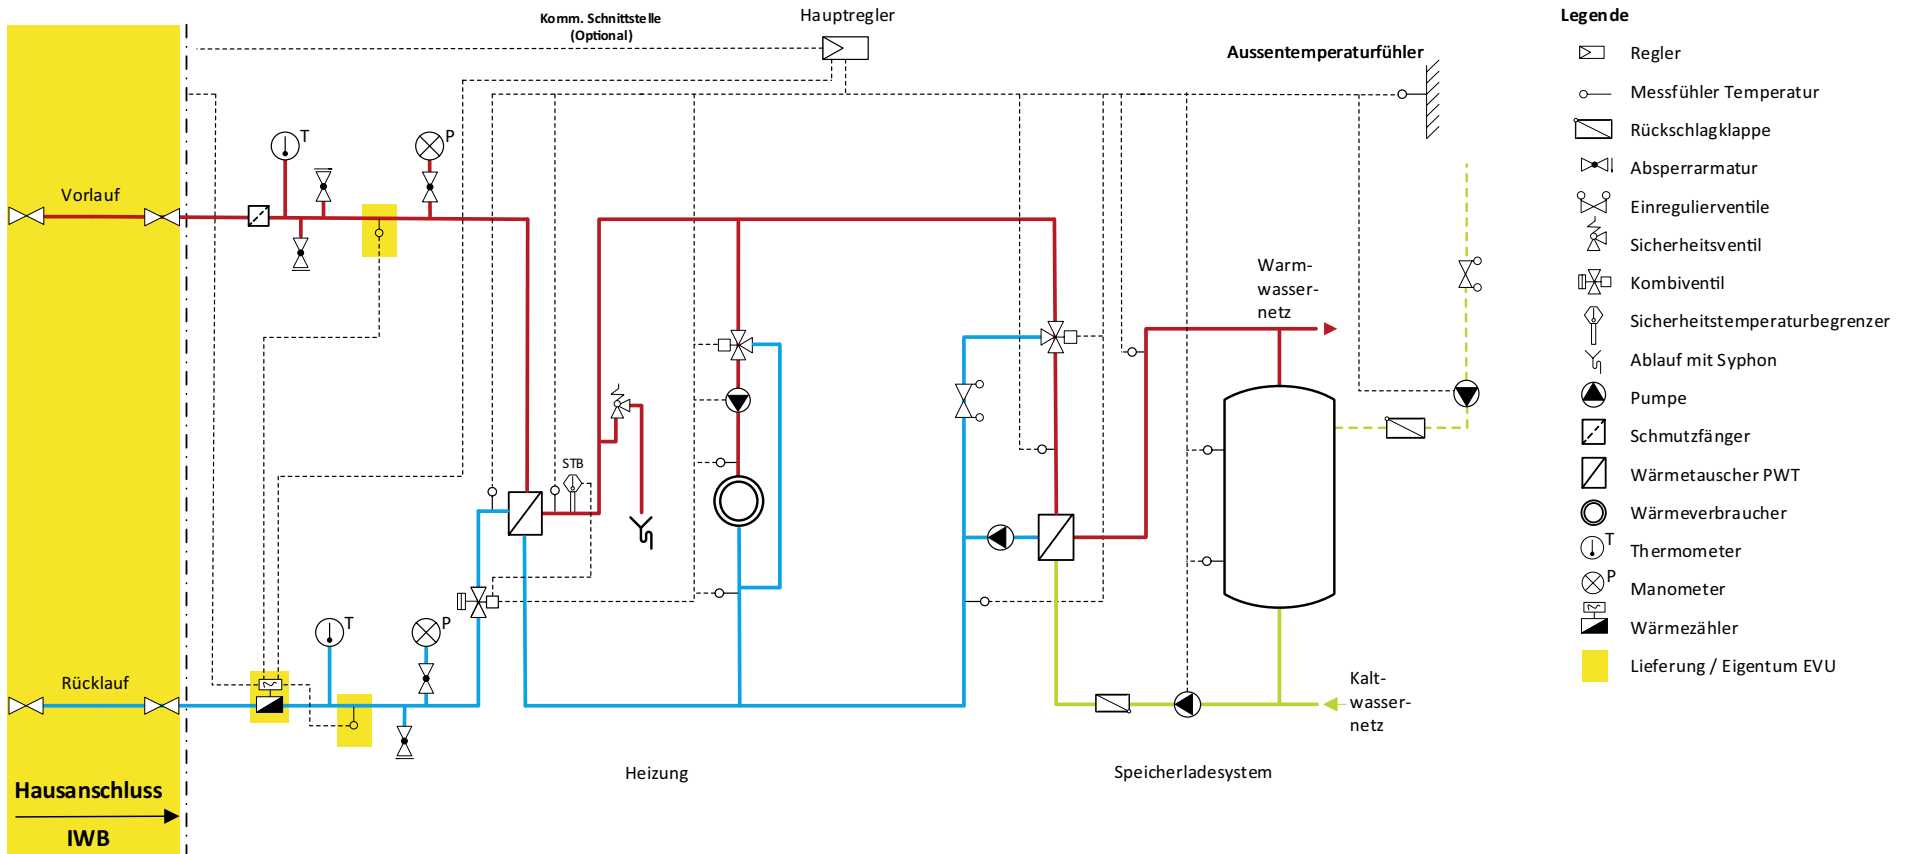 Komm. Schnittstelle
(Optional)
Hauptregler
Aussentemperaturfühler
T
P
Vorlauf
Warm-
wasser-
netz
STB
T
P
Rücklauf
Kalt-
wasser-
netz
Heizung
Speicherladesystem
Hausanschluss
IWB
Legende
Regler
Messfühler Temperatur
Rückschlagklappe
Absperrarmatur
Einregulierventile
Sicherheitsventil
Kombiventil
Sicherheitstemperaturbegrenzer
Ablauf mit Syphon
Pumpe
Schmutzfänger
Wärmetauscher PWT
Wärmeverbraucher
T Thermometer
P Manometer
Wärmezähler
Lieferung / Eigentum EVU